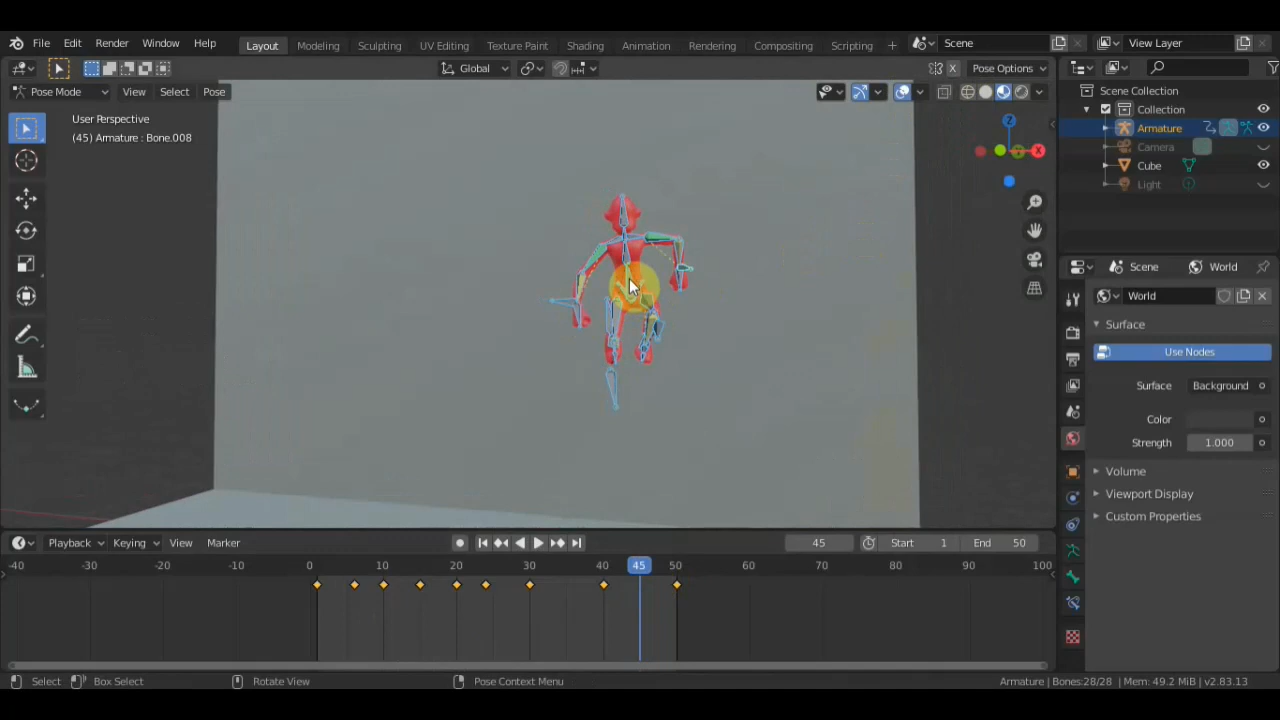 File Edit Render Window Help Layout Modeling Sculpting UV Editing Texture Paint Shading Animation Rendering Compositing Scripting + Scene View Layer
Global Pose Options
Pose Mode View Select Pose
Scene Collection
User Perspective
(45) Armature : Bone.008
Collection
Armature
Camera
Cube
Light
Z
X
Scene World
World
Surface
Use Nodes
Surface Background
Color
Strength 1.000
Volume
Viewport Display
Custom Properties
Playback Keying View Marker 45 Start 1 End 50
-40 -30 -20 -10 0 10 20 30 40 45 50 60 70 80 90 100
Select Box Select Rotate View Pose Context Menu Armature | Bones:28/28 | Mem: 49.2 MiB | v2.83.13